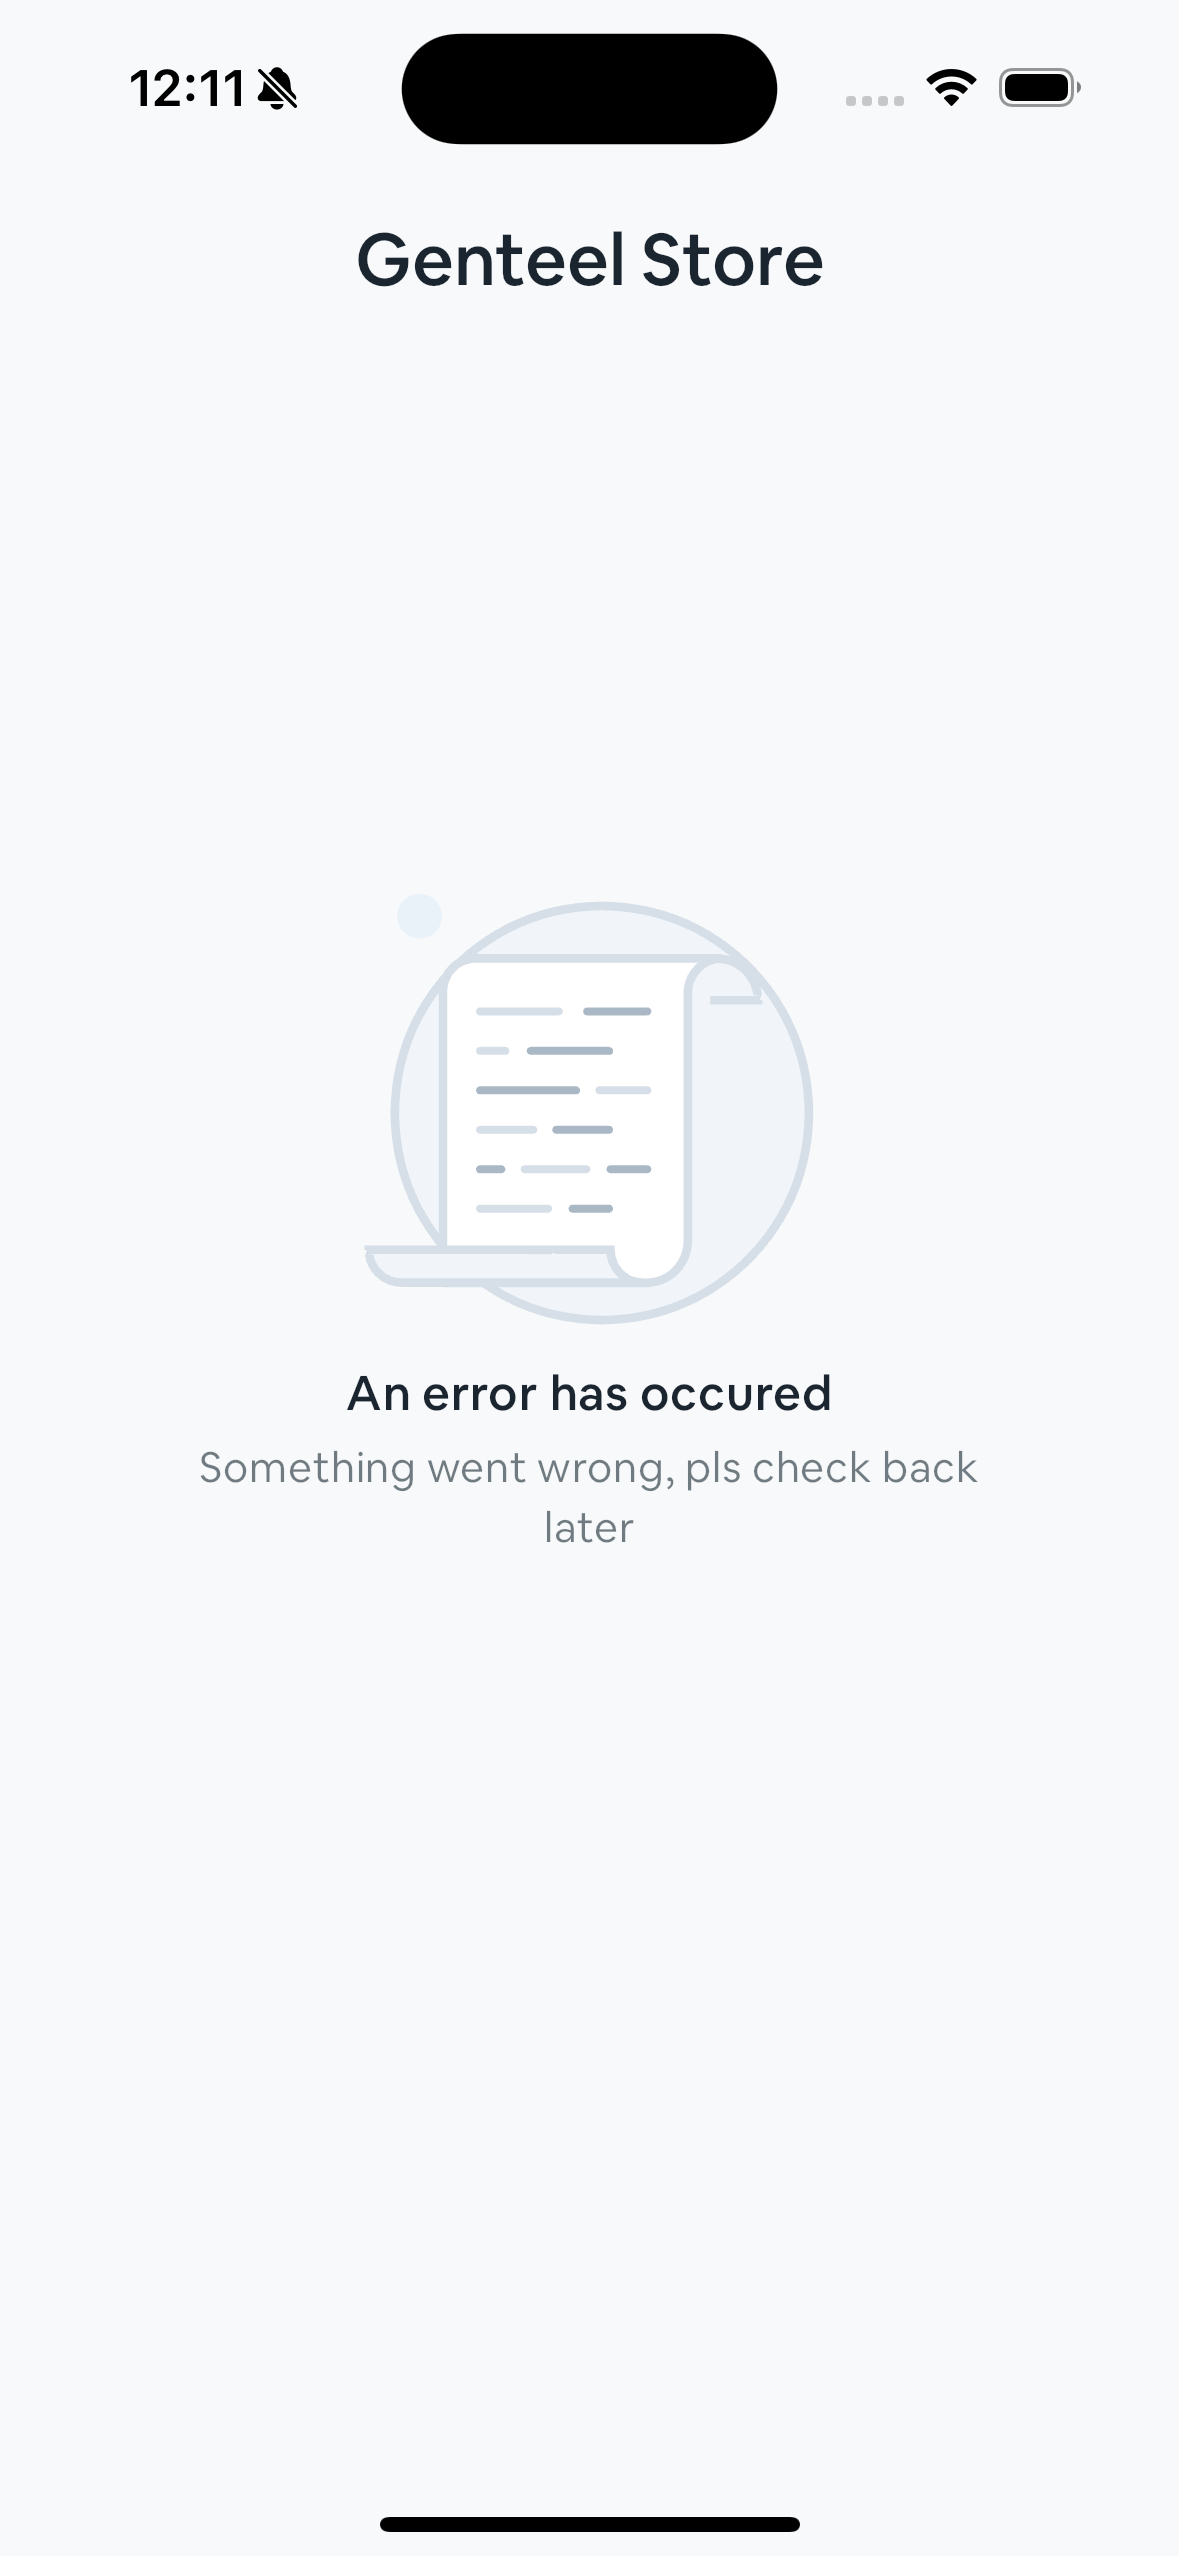 12:11
Genteel Store
An error has occured
Something went wrong, pls check back
later